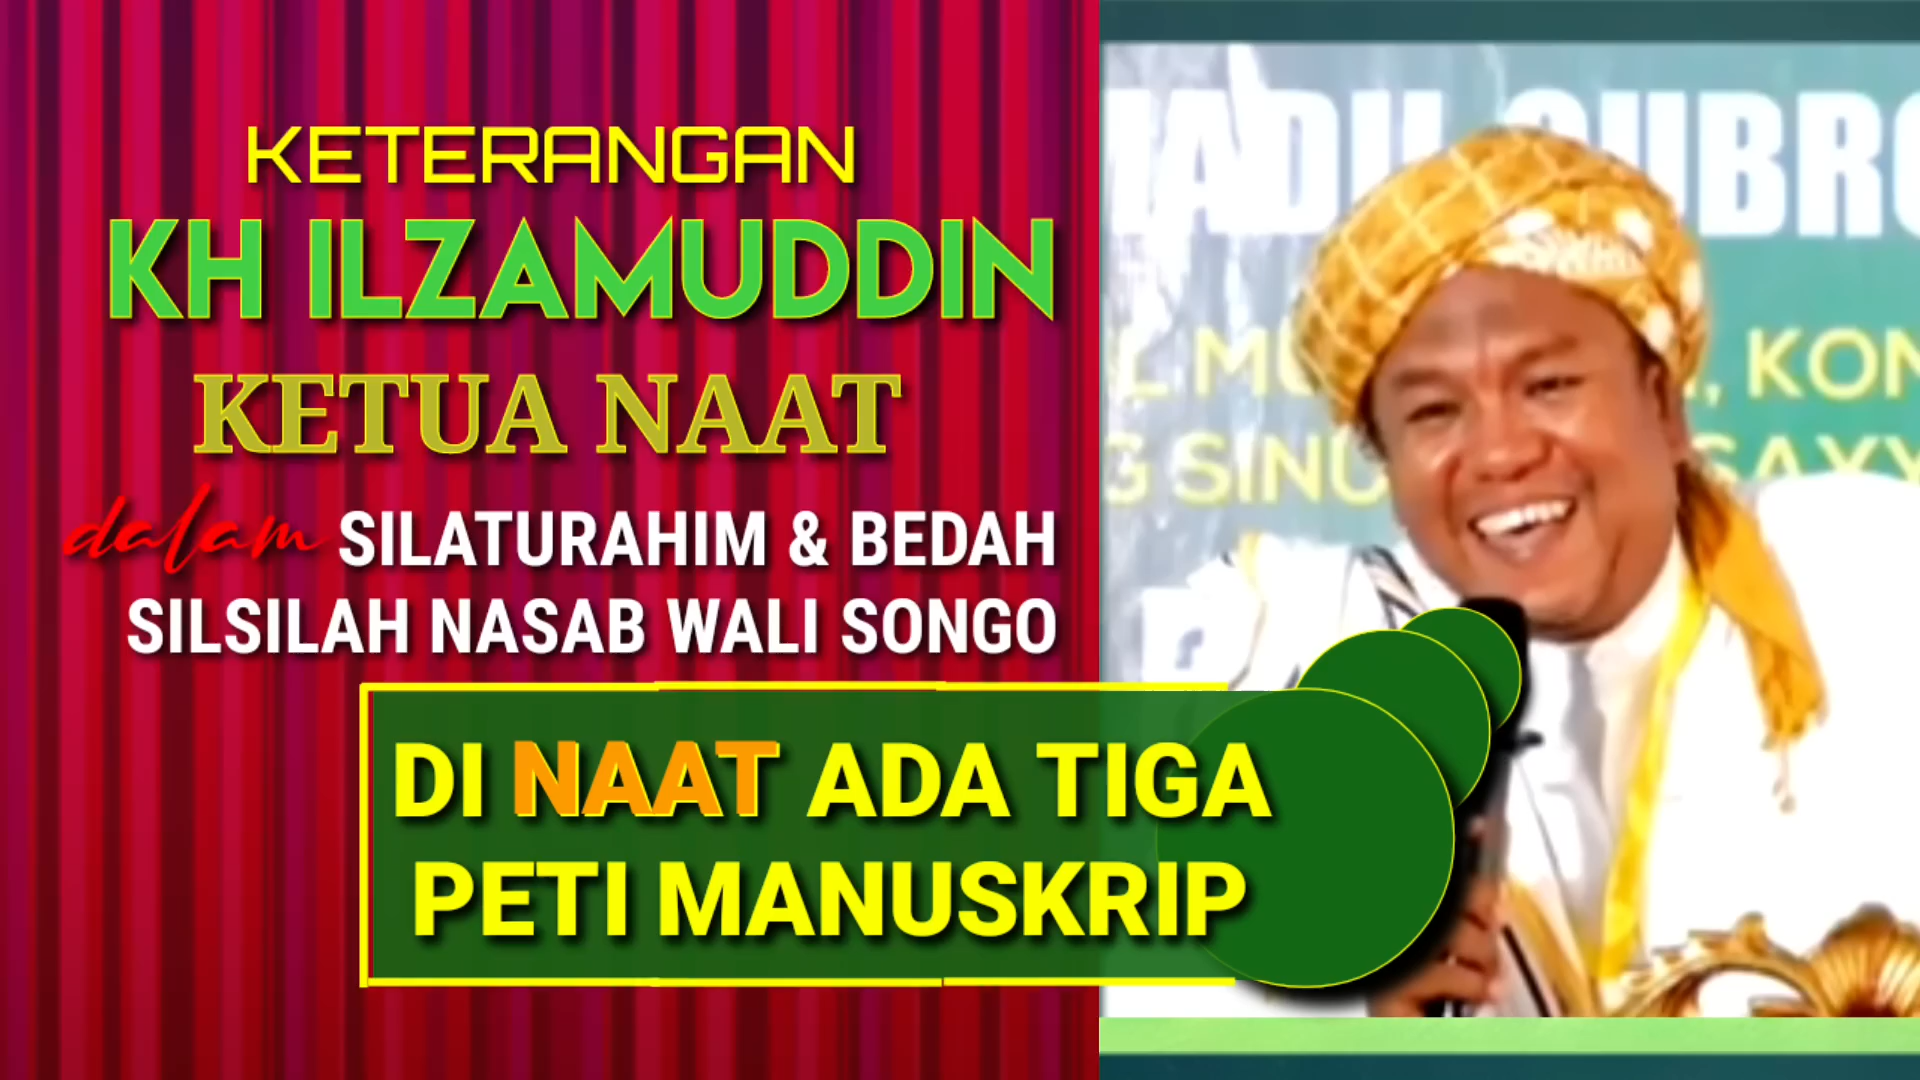 KETERANGAN
KH ILZAMUDDIN
KETUA NAAT
dalam SILATURAHIM & BEDAH
SILSILAH NASAB WALI SONGO
DI NAAT ADA TIGA
PETI MANUSKRIP